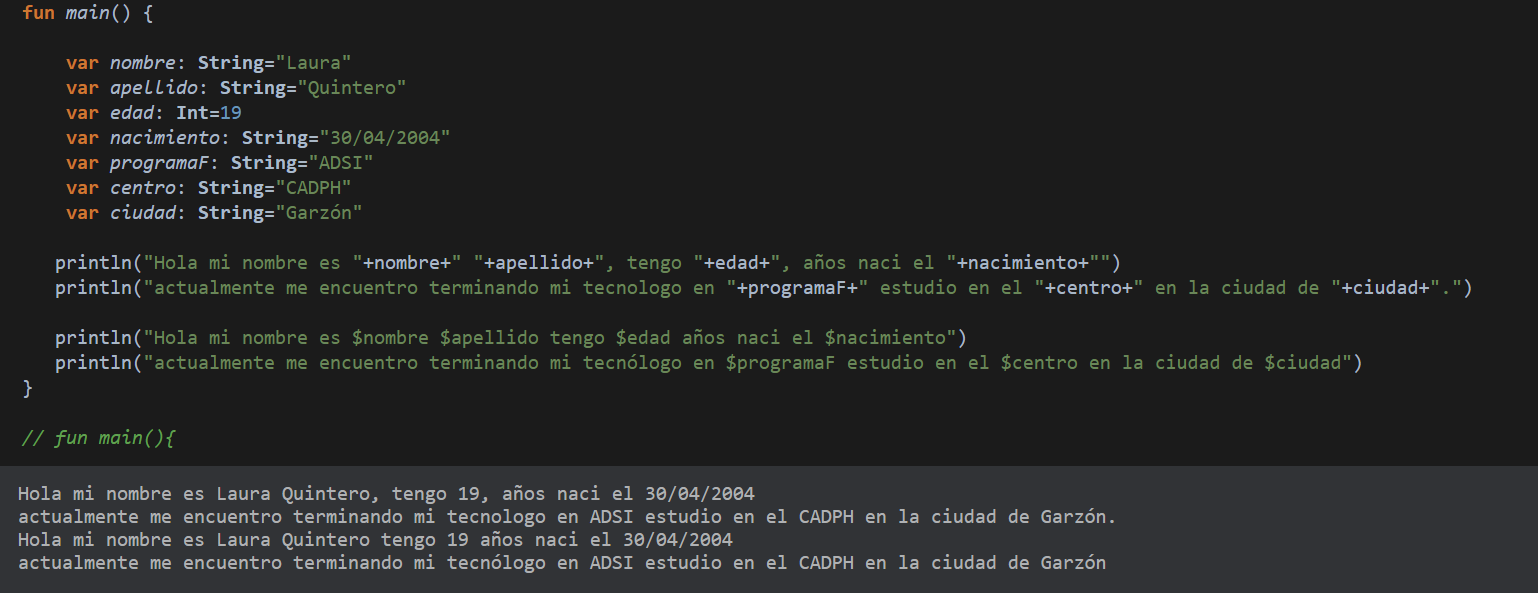 fun main() {
var nombre: String="Laura"
var apellido: String="Quintero"
var edad: Int=19
var nacimiento: String="30/04/2004"
var programaF: String="ADSI"
var centro: String="CADPH"
var ciudad: String="Garzón"
println("Hola mi nombre es "+nombre+" "+apellido+", tengo "+edad+", años naci el "+nacimiento+"")
println("actualmente me encuentro terminando mi tecnologo en "+programaF+" estudio en el "+centro+" en la ciudad de "+ciudad+".")
println("Hola mi nombre es $nombre $apellido tengo $edad años naci el $nacimiento")
println("actualmente me encuentro terminando mi tecnólogo en $programaF estudio en el $centro en la ciudad de $ciudad")
}
// fun main(){
Hola mi nombre es Laura Quintero, tengo 19, años naci el 30/04/2004
actualmente me encuentro terminando mi tecnologo en ADSI estudio en el CADPH en la ciudad de Garzón.
Hola mi nombre es Laura Quintero tengo 19 años naci el 30/04/2004
actualmente me encuentro terminando mi tecnólogo en ADSI estudio en el CADPH en la ciudad de Garzón